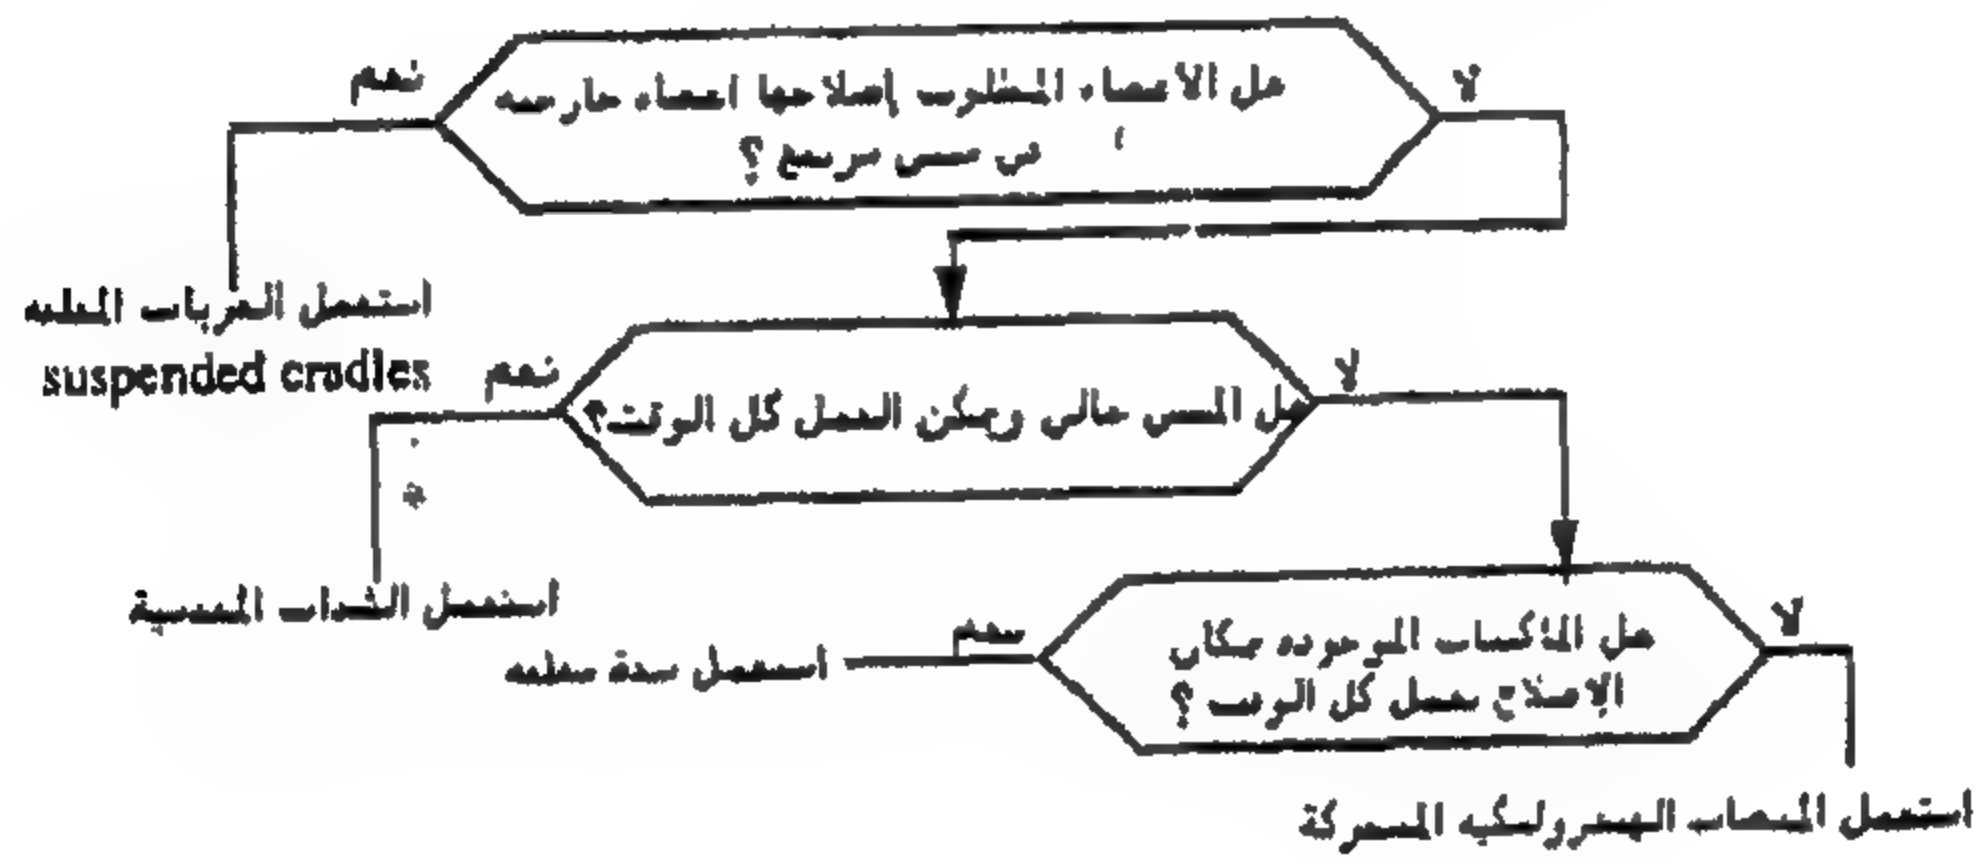 نعم
لا
هل الاعضاء المطلوب إصلاحها اعضاء خارجيه
في مبنى مرتفع ؟
استعمل العربات المعلقه
suspended cradles
نعم
لا
هل المبنى خالي ويمكن العمل كل الوقت؟
استعمل الشدات المعدنية
نعم
لا
هل الماكينات الموجوده بمكان
الإصلاح تعمل كل الوقت ؟
استعمل شدة معلقه
استعمل المنصات الهيدروليكيه المتحركة